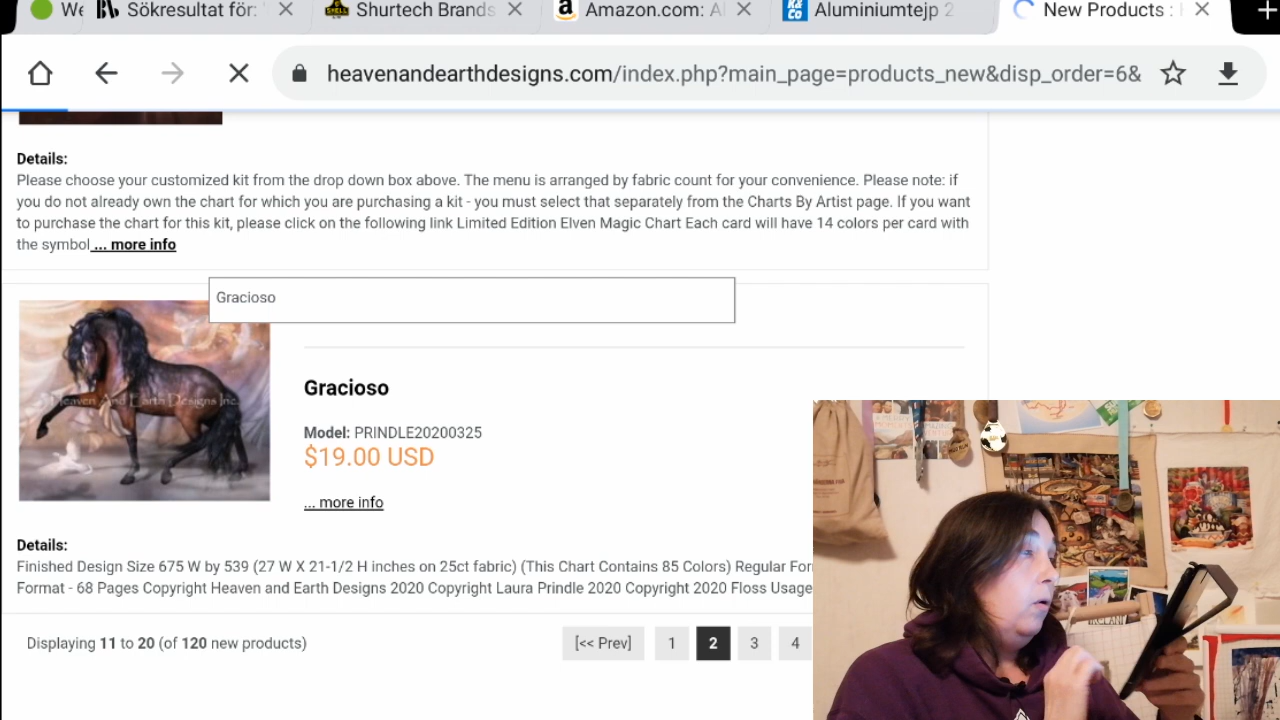 We
Sökresultat för: '
Shurtech Brands
Amazon.com: A
Aluminiumtejp 2
New Products :
heavenandearthdesigns.com/index.php?main_page=products_new&disp_order=6&
Details:
Please choose your customized kit from the drop down box above. The menu is arranged by fabric count for your convenience. Please note: if
you do not already own the chart for which you are purchasing a kit - you must select that separately from the Charts By Artist page. If you want
to purchase the chart for this kit, please click on the following link Limited Edition Elven Magic Chart Each card will have 14 colors per card with
the symbol ... more info
Gracioso
Heaven And Earth Designs Inc.
Gracioso
Model: PRINDLE20200325
$19.00 USD
... more info
Details:
Finished Design Size 675 W by 539 (27 W X 21-1/2 H inches on 25ct fabric) (This Chart Contains 85 Colors) Regular For
Format - 68 Pages Copyright Heaven and Earth Designs 2020 Copyright Laura Prindle 2020 Copyright 2020 Floss Usage
Displaying 11 to 20 (of 120 new products)
[<< Prev] 1 2 3 4